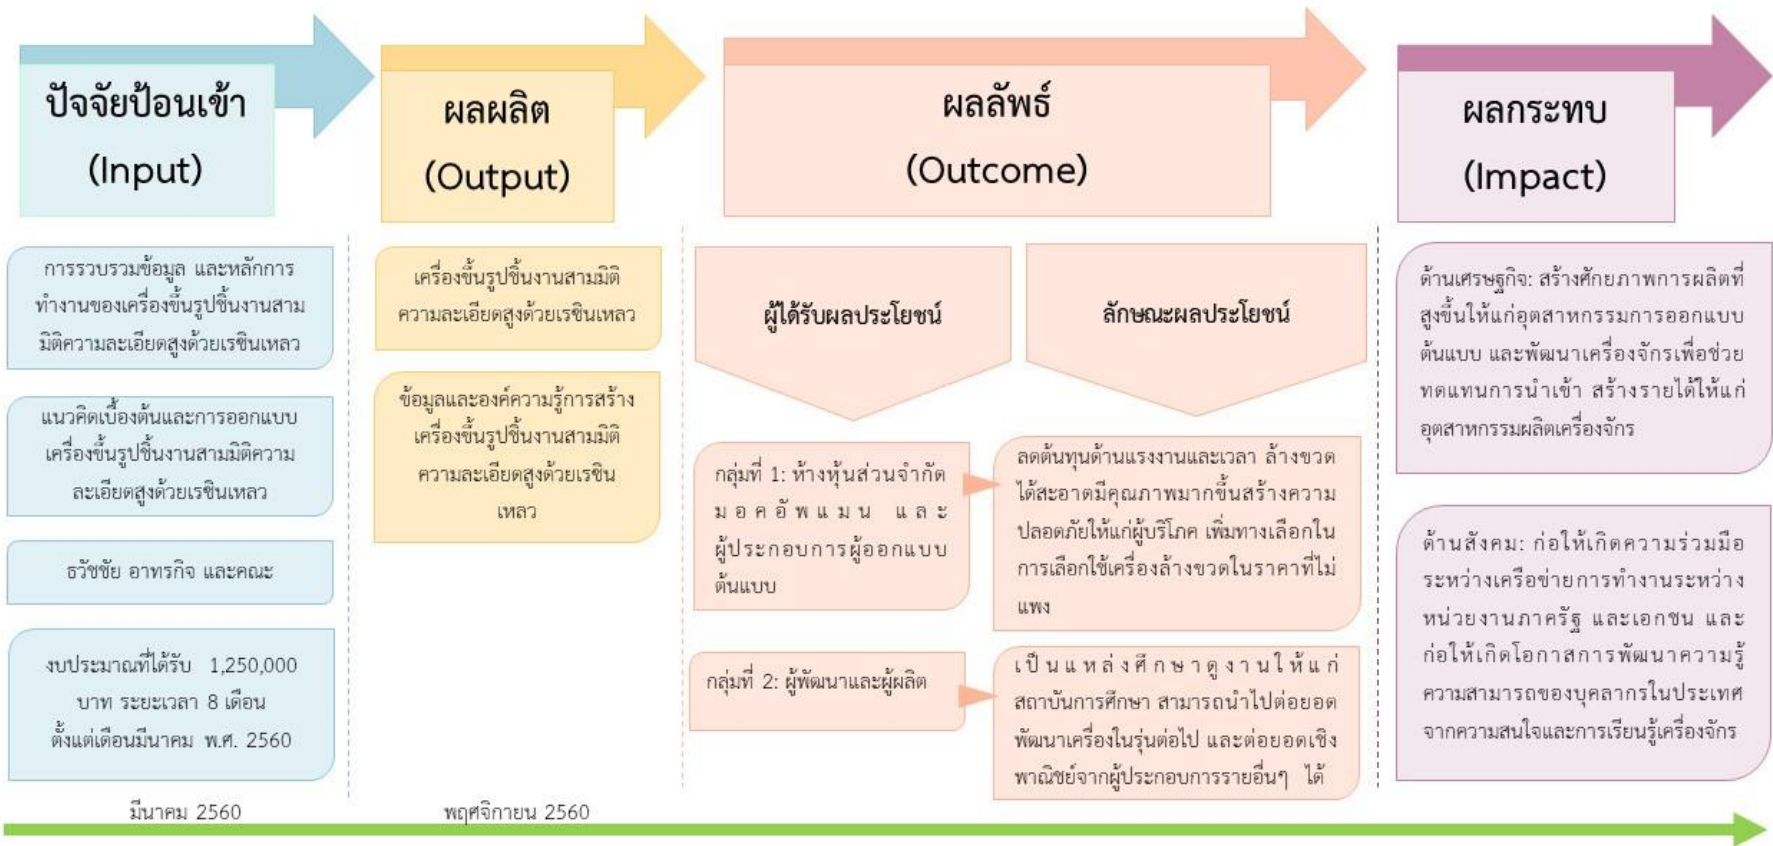 ปัจจัยป้อนเข้า
(Input)
การรวบรวมข้อมูล และหลักการ
ทำงานของเครื่องขึ้นรูปชิ้นงานสาม
มิติความละเอียดสูงด้วยเรซินเหลว
แนวคิดเบื้องต้นและการออกแบบ
เครื่องขึ้นรูปชิ้นงานสามมิติความ
ละเอียดสูงด้วยเรซินเหลว
ธวัชชัย อาทรกิจ และคณะ
งบประมาณที่ได้รับ 1,250,000
บาท ระยะเวลา 8 เดือน
ตั้งแต่เดือนมีนาคม พ.ศ. 2560
มีนาคม 2560
ผลผลิต
(Output)
เครื่องขึ้นรูปชิ้นงานสามมิติ
ความละเอียดสูงด้วยเรซินเหลว
ข้อมูลและองค์ความรู้การสร้าง
เครื่องขึ้นรูปชิ้นงานสามมิติ
ความละเอียดสูงด้วยเรซิน
เหลว
พฤศจิกายน 2560
ผลลัพธ์
(Outcome)
ผู้ได้รับผลประโยชน์
ลักษณะผลประโยชน์
กลุ่มที่ 1: ห้างหุ้นส่วนจำกัด
มอคอัพแมน และ
ผู้ประกอบการผู้ออกแบบ
ต้นแบบ
ลดต้นทุนด้านแรงงานและเวลา ล้างขวด
ได้สะอาดมีคุณภาพมากขึ้นสร้างความ
ปลอดภัยให้แก่ผู้บริโภค เพิ่มทางเลือกใน
การเลือกใช้เครื่องล้างขวดในราคาที่ไม่
แพง
กลุ่มที่ 2: ผู้พัฒนาและผู้ผลิต
เป็นแหล่งศึกษาดูงานให้แก่
สถาบันการศึกษา สามารถนำไปต่อยอด
พัฒนาเครื่องในรุ่นต่อไป และต่อยอดเชิง
พาณิชย์จากผู้ประกอบการรายอื่นๆ ได้
ผลกระทบ
(Impact)
ด้านเศรษฐกิจ: สร้างศักยภาพการผลิตที่
สูงขึ้นให้แก่อุตสาหกรรมการออกแบบ
ต้นแบบ และพัฒนาเครื่องจักรเพื่อช่วย
ทดแทนการนำเข้า สร้างรายได้ให้แก่
อุตสาหกรรมผลิตเครื่องจักร
ด้านสังคม: ก่อให้เกิดความร่วมมือ
ระหว่างเครือข่ายการทำงานระหว่าง
หน่วยงานภาครัฐ และเอกชน และ
ก่อให้เกิดโอกาสการพัฒนาความรู้
ความสามารถของบุคลากรในประเทศ
จากความสนใจและการเรียนรู้เครื่องจักร